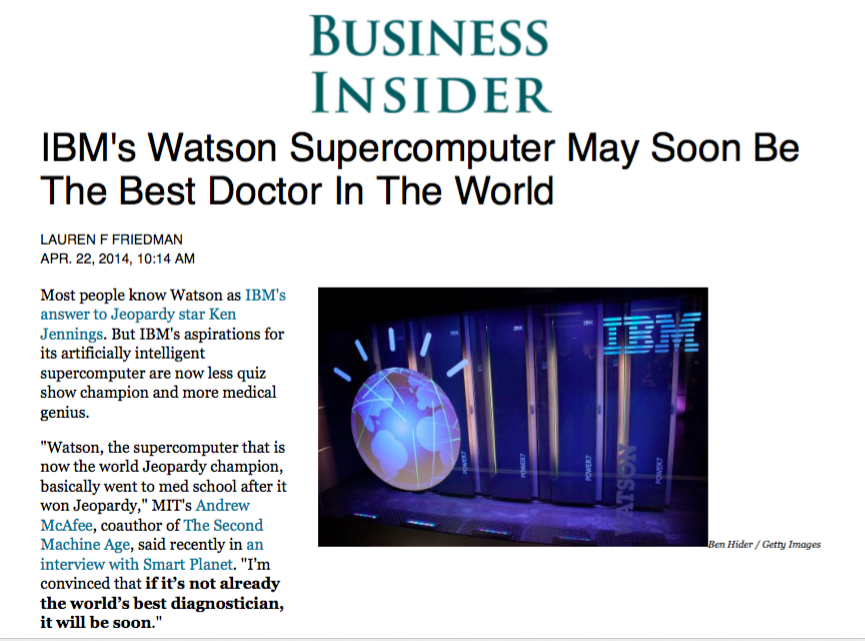 BUSINESS
INSIDER
IBM's Watson Supercomputer May Soon Be
The Best Doctor In The World
LAUREN F FRIEDMAN
APR. 22, 2014, 10:14 AM
Most people know Watson as IBM's
answer to Jeopardy star Ken
Jennings. But IBM's aspirations for
its artificially intelligent
supercomputer are now less quiz
show champion and more medical
genius.
"Watson, the supercomputer that is
now the world Jeopardy champion,
basically went to med school after it
won Jeopardy," MIT's Andrew
McAfee, coauthor of The Second
Machine Age, said recently in an
interview with Smart Planet. "I'm
convinced that if it’s not already
the world’s best diagnostician,
it will be soon."
IBM
POWER7
POWER7
POWER7
WATSON
POWER7
Ben Hider / Getty Images